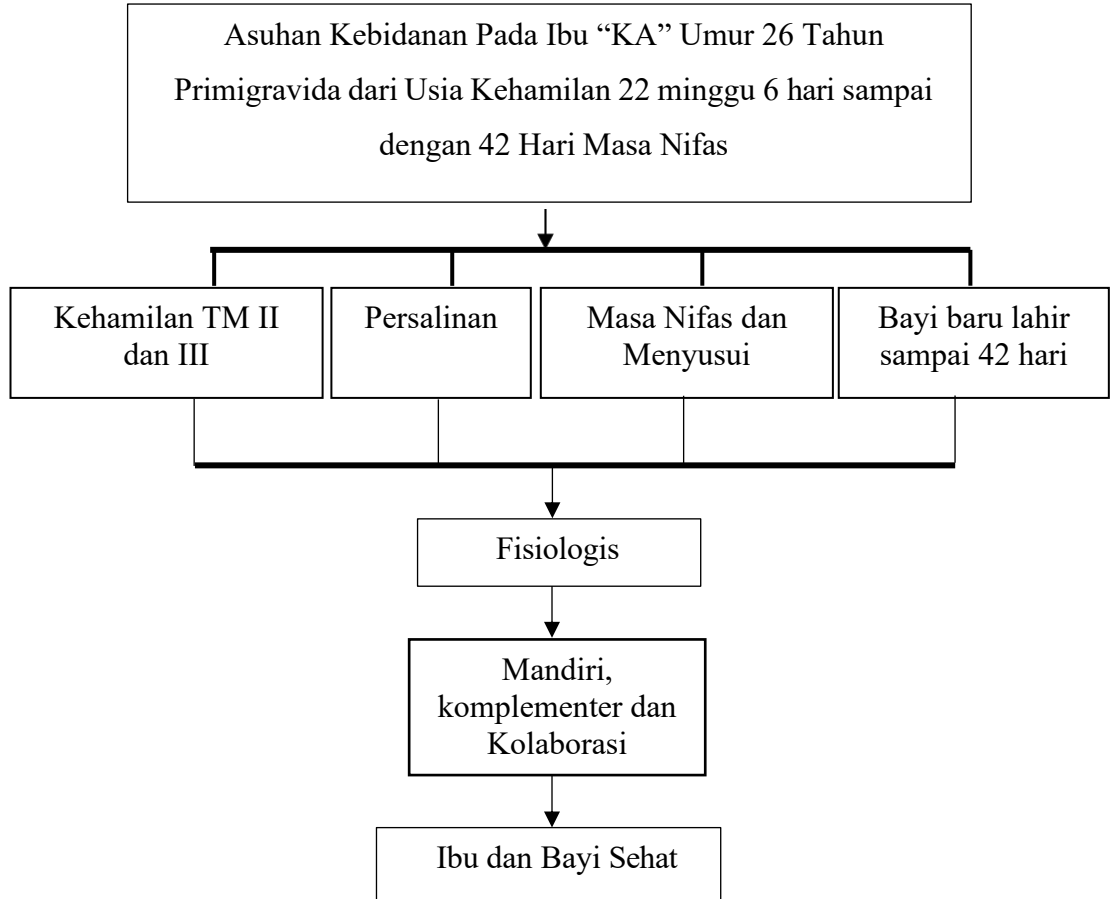 Asuhan Kebidanan Pada Ibu “KA” Umur 26 Tahun
Primigravida dari Usia Kehamilan 22 minggu 6 hari sampai
dengan 42 Hari Masa Nifas
Kehamilan TM II
dan III
Persalinan
Masa Nifas dan
Menyusui
Bayi baru lahir
sampai 42 hari
Fisiologis
Mandiri,
komplementer dan
Kolaborasi
Ibu dan Bayi Sehat